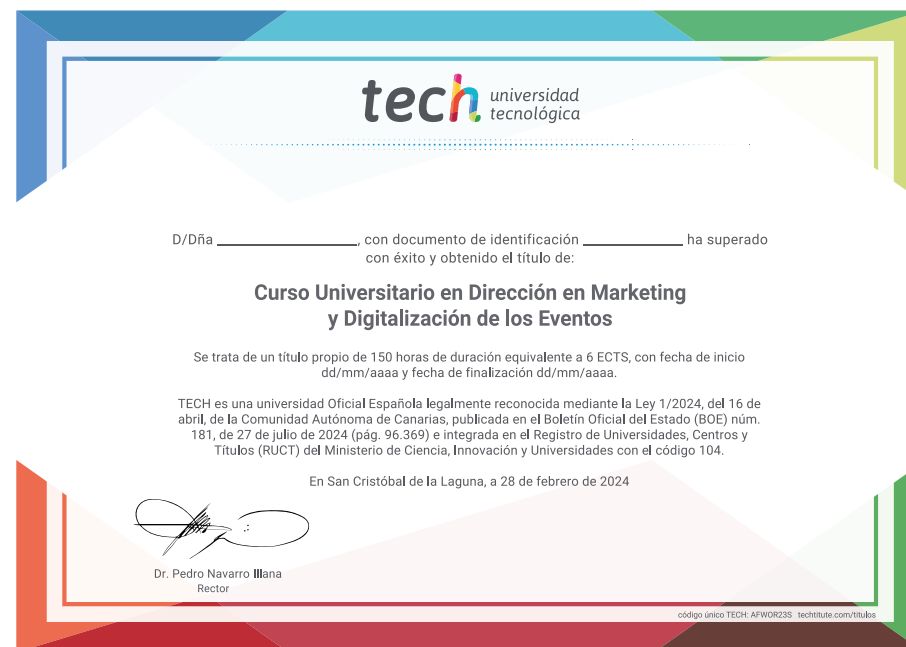 tech universidad
tecnológica
D/Dña ____________________, con documento de identificación ______________ ha superado
con éxito y obtenido el título de:
Curso Universitario en Dirección en Marketing
y Digitalización de los Eventos
Se trata de un título propio de 150 horas de duración equivalente a 6 ECTS, con fecha de inicio
dd/mm/aaaa y fecha de finalización dd/mm/aaaa.
TECH es una universidad Oficial Española legalmente reconocida mediante la Ley 1/2024, del 16 de
abril, de la Comunidad Autónoma de Canarias, publicada en el Boletín Oficial del Estado (BOE) núm.
181, de 27 de julio de 2024 (pág. 96.369) e integrada en el Registro de Universidades, Centros y
Títulos (RUCT) del Ministerio de Ciencia, Innovación y Universidades con el código 104.
En San Cristóbal de la Laguna, a 28 de febrero de 2024
Dr. Pedro Navarro Illana
Rector
código único TECH: AFWOR23S techtitute.com/titulos